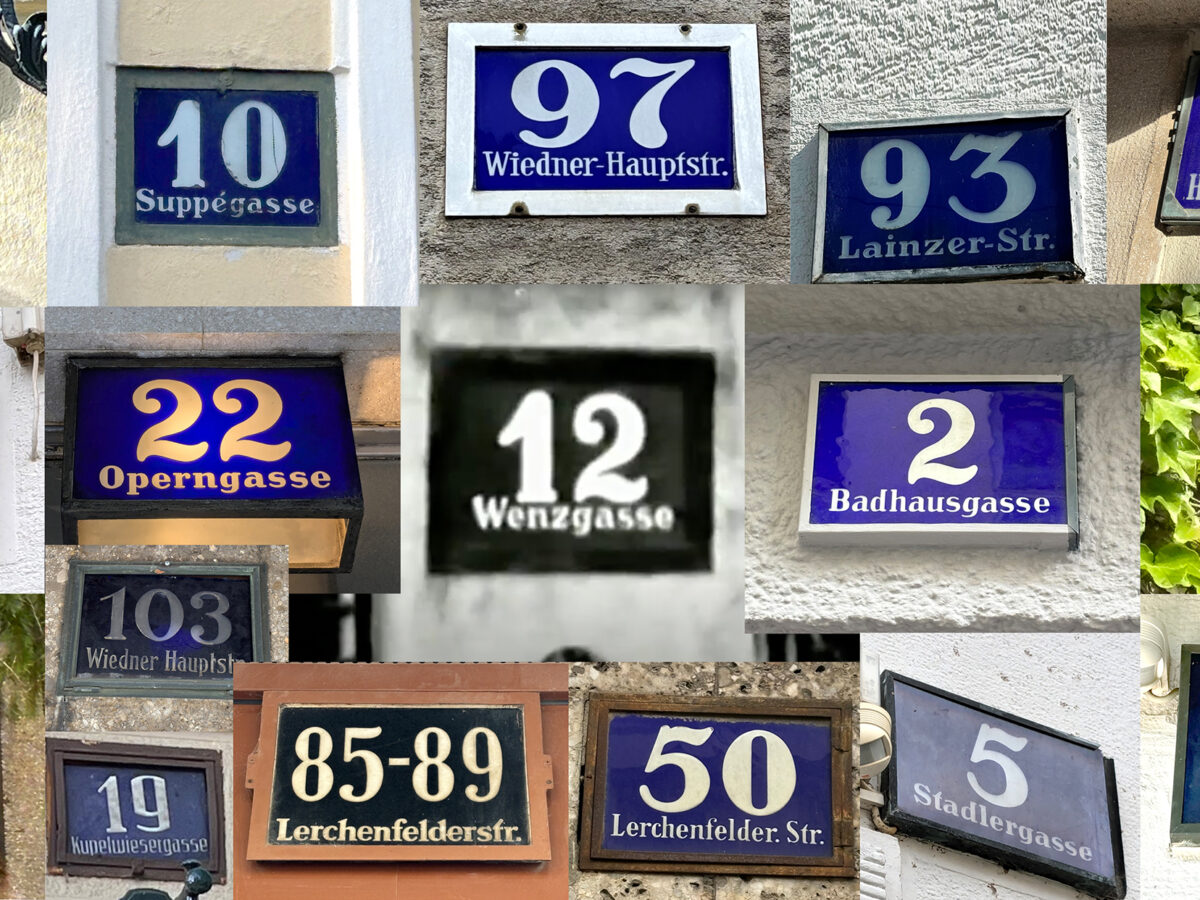 10
Suppégasse
97
Wiedner-Hauptstr.
93
Lainzer-Str.
22
Operngasse
12
Wenzgasse
2
Badhausgasse
103
Wiedner Hauptst
19
Kupelwiesergasse
85-89
Lerchenfelderstr.
50
Lerchenfelder. Str.
5
Stadlergasse